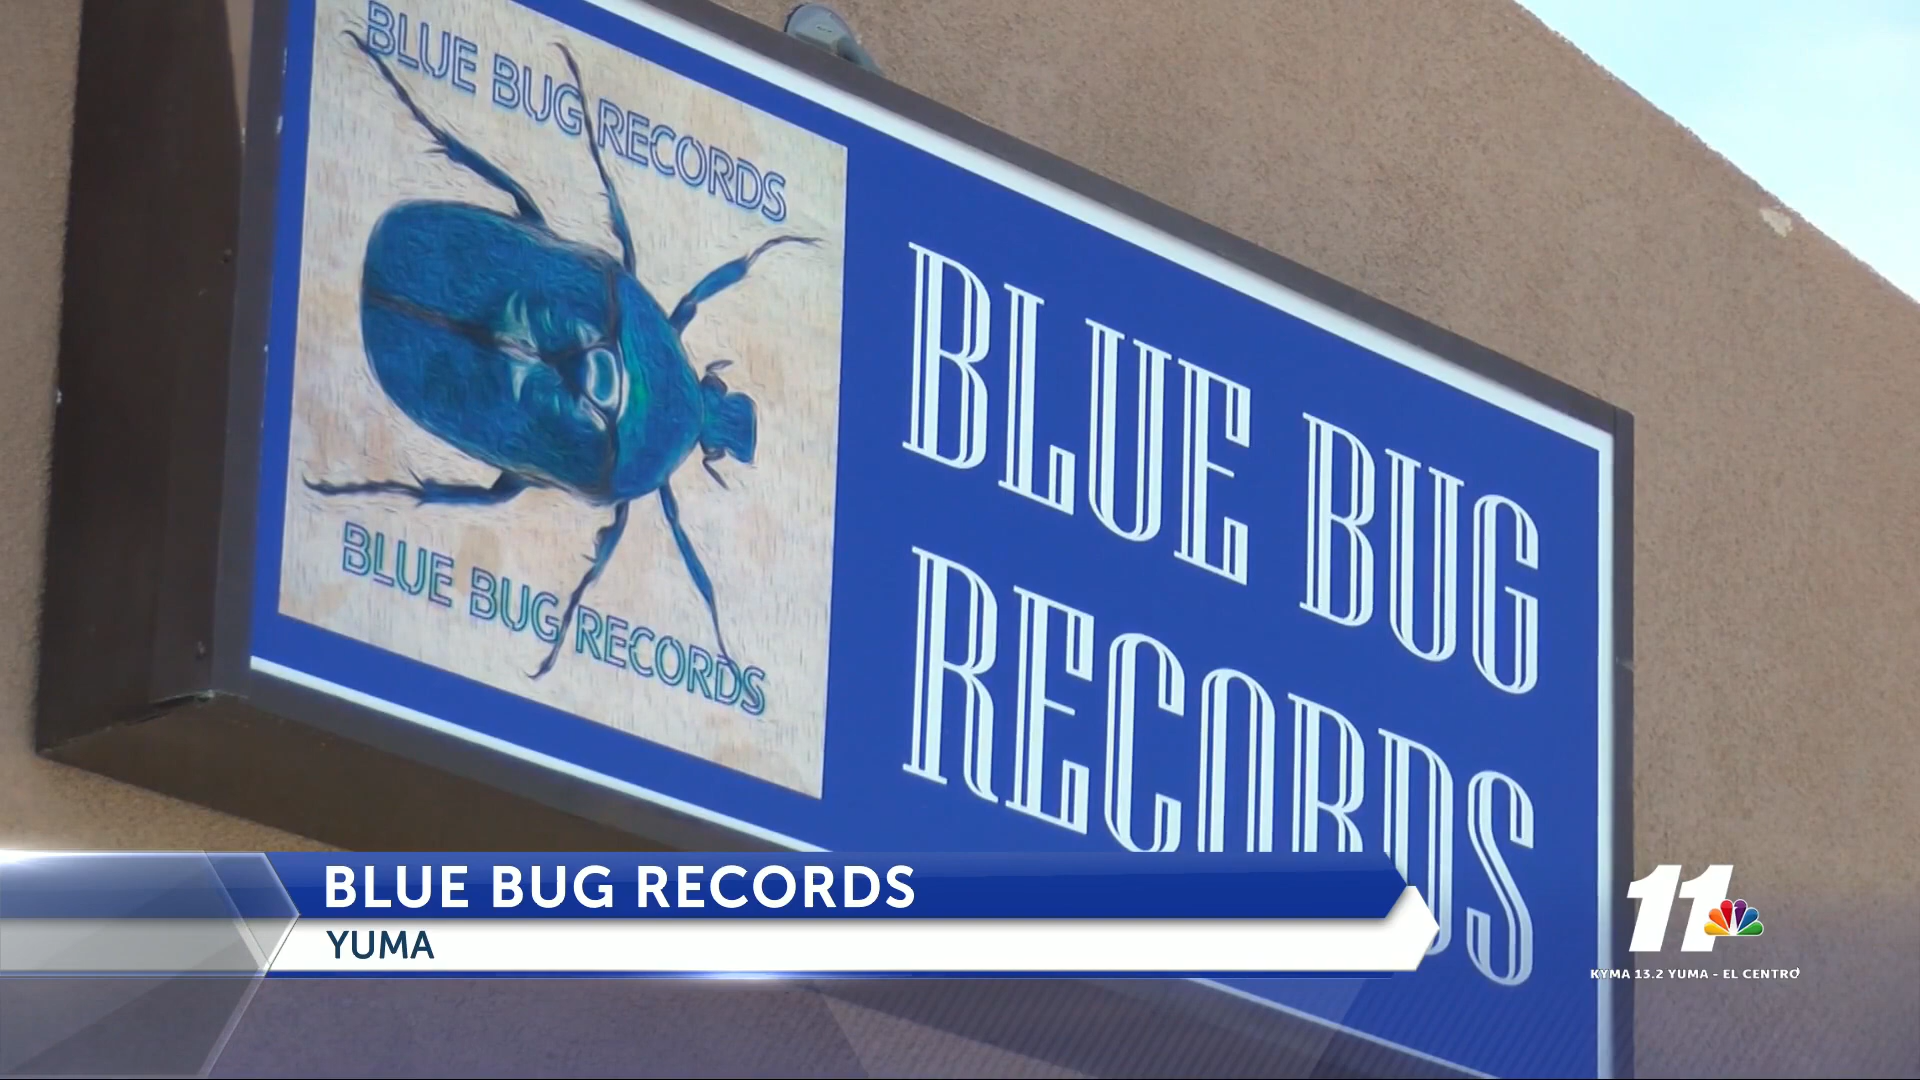 BLUE BUG RECORDS
BLUE BUG
RECORDS
BLUE BUG RECORDS
BLUE BUG RECORDS
YUMA
11
KYMA 13.2 YUMA - EL CENTRO